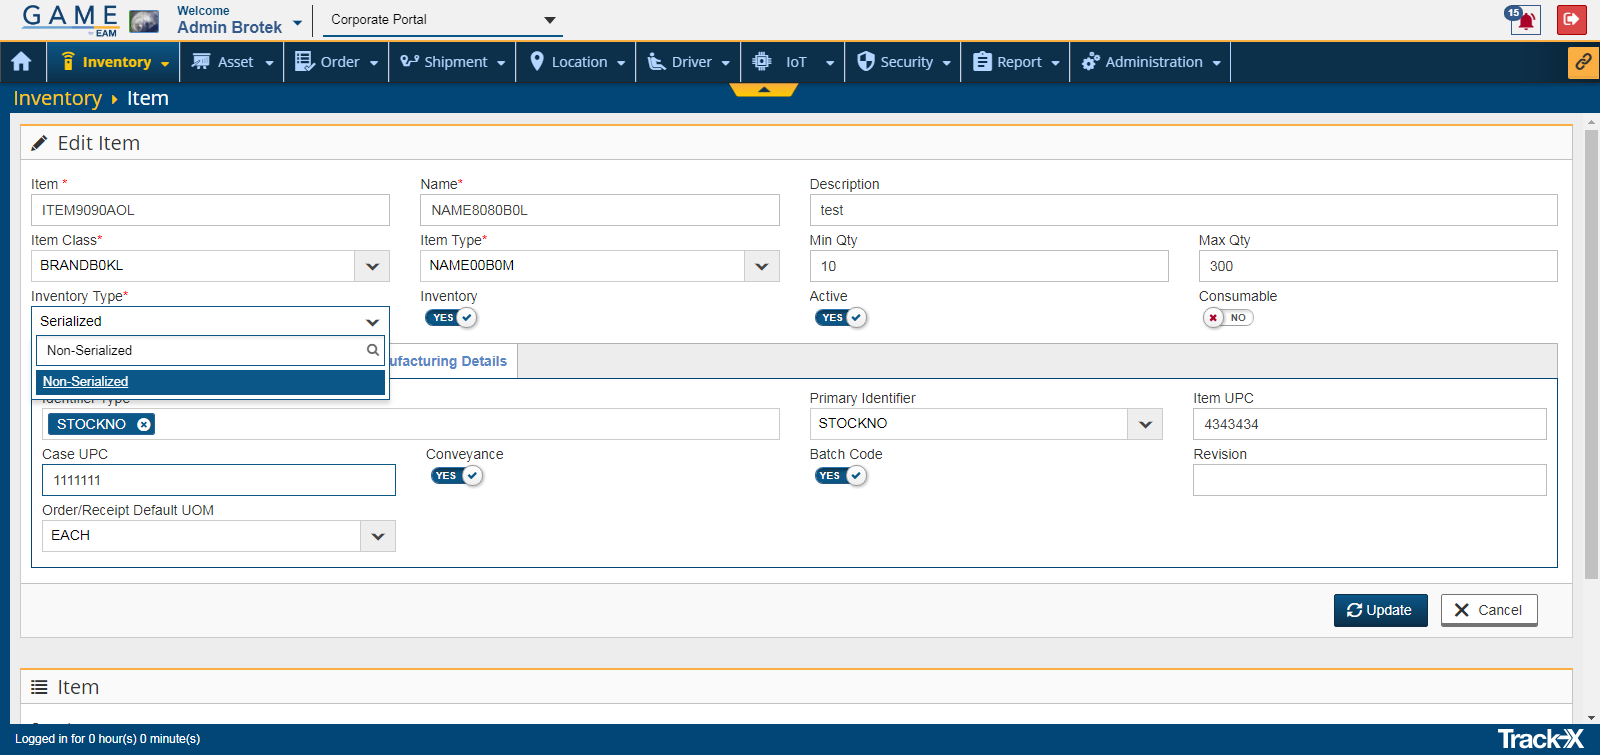 GAME
by EAM
Welcome
Admin Brotek
Corporate Portal
15
Inventory
Asset
Order
Shipment
Location
Driver
IoT
Security
Report
Administration
Inventory Item
Edit Item
Item *
Name*
Description
ITEM9090AOL
NAME8080B0L
test
Item Class*
Item Type*
Min Qty
Max Qty
BRANDB0KL
NAME00B0M
10
300
Inventory Type*
Inventory
Active
Consumable
Serialized
YES
YES
NO
Non-Serialized
ufacturing Details
Non-Serialized
Identifier Type
Primary Identifier
Item UPC
STOCKNO
STOCKNO
4343434
Case UPC
Conveyance
Batch Code
Revision
1111111
YES
YES
Order/Receipt Default UOM
EACH
Update
Cancel
Item
Logged in for 0 hour(s) 0 minute(s)
Track-X